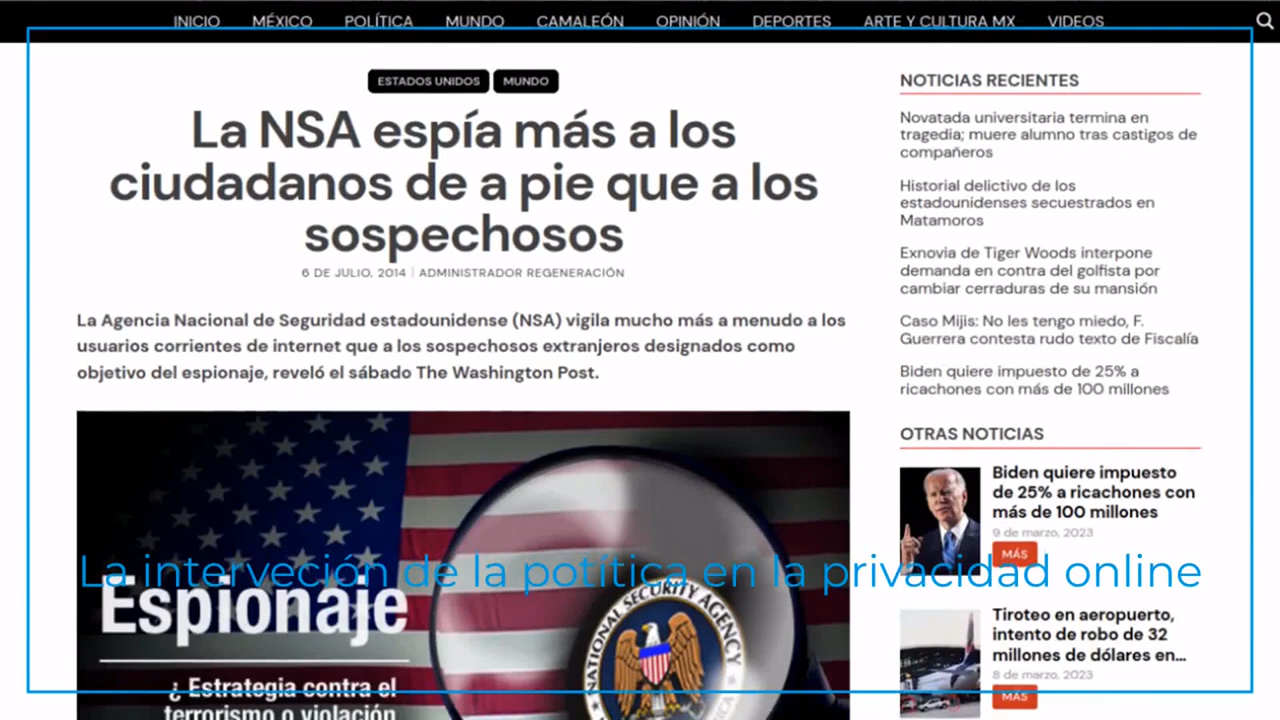 INICIO MÉXICO POLÍTICA MUNDO CAMALEÓN OPINIÓN DEPORTES ARTE Y CULTURA MX VIDEOS
ESTADOS UNIDOS MUNDO
La NSA espía más a los
ciudadanos de a pie que a los
sospechosos
6 DE JULIO, 2014 | ADMINISTRADOR REGENERACIÓN
La Agencia Nacional de Seguridad estadounidense (NSA) vigila mucho más a menudo a los
usuarios corrientes de internet que a los sospechosos extranjeros designados como
objetivo del espionaje, reveló el sábado The Washington Post.
La interveción de la potítica en la privacidad online
Espionaje
¿ Estrategia contra el
terrorismo o violación
NATIONAL SECURITY AGENCY
NOTICIAS RECIENTES
Novatada universitaria termina en
tragedia; muere alumno tras castigos de
compañeros
Historial delictivo de los
estadounidenses secuestrados en
Matamoros
Exnovia de Tiger Woods interpone
demanda en contra del golfista por
cambiar cerraduras de su mansión
Caso Mijis: No les tengo miedo, F.
Guerrera contesta rudo texto de Fiscalía
Biden quiere impuesto de 25% a
ricachones con más de 100 millones
OTRAS NOTICIAS
Biden quiere impuesto
de 25% a ricachones con
más de 100 millones
9 de marzo, 2023
MÁS
Tiroteo en aeropuerto,
intento de robo de 32
millones de dólares en...
8 de marzo, 2023
MÁS